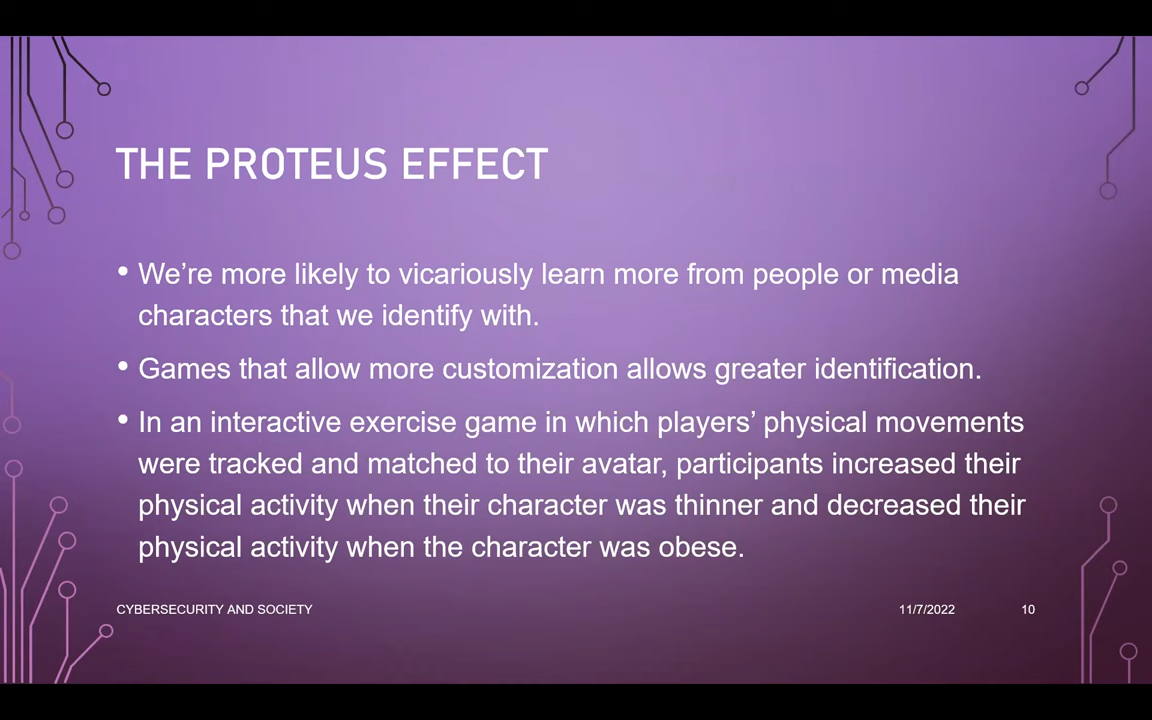 THE PROTEUS EFFECT
• We’re more likely to vicariously learn more from people or media
characters that we identify with.
• Games that allow more customization allows greater identification.
• In an interactive exercise game in which players’ physical movements
were tracked and matched to their avatar, participants increased their
physical activity when their character was thinner and decreased their
physical activity when the character was obese.
CYBERSECURITY AND SOCIETY 11/7/2022 10